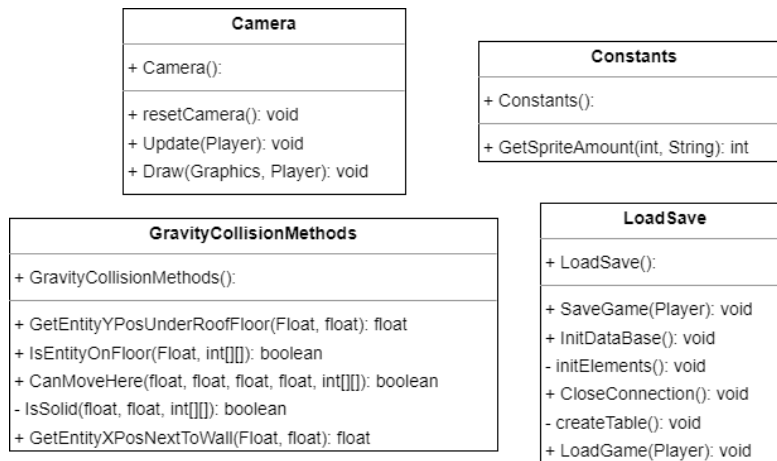 Camera
+ Camera():
+ resetCamera(): void
+ Update(Player): void
+ Draw(Graphics, Player): void
Constants
+ Constants():
+ GetSpriteAmount(int, String): int
GravityCollisionMethods
+ GravityCollisionMethods():
+ GetEntityYPosUnderRoofFloor(Float, float): float
+ IsEntityOnFloor(Float, int[][]): boolean
+ CanMoveHere(float, float, float, float, int[][]): boolean
- IsSolid(float, float, int[][]): boolean
+ GetEntityXPosNextToWall(Float, float): float
LoadSave
+ LoadSave():
+ SaveGame(Player): void
+ InitDataBase(): void
- initElements(): void
+ CloseConnection(): void
- createTable(): void
+ LoadGame(Player): void